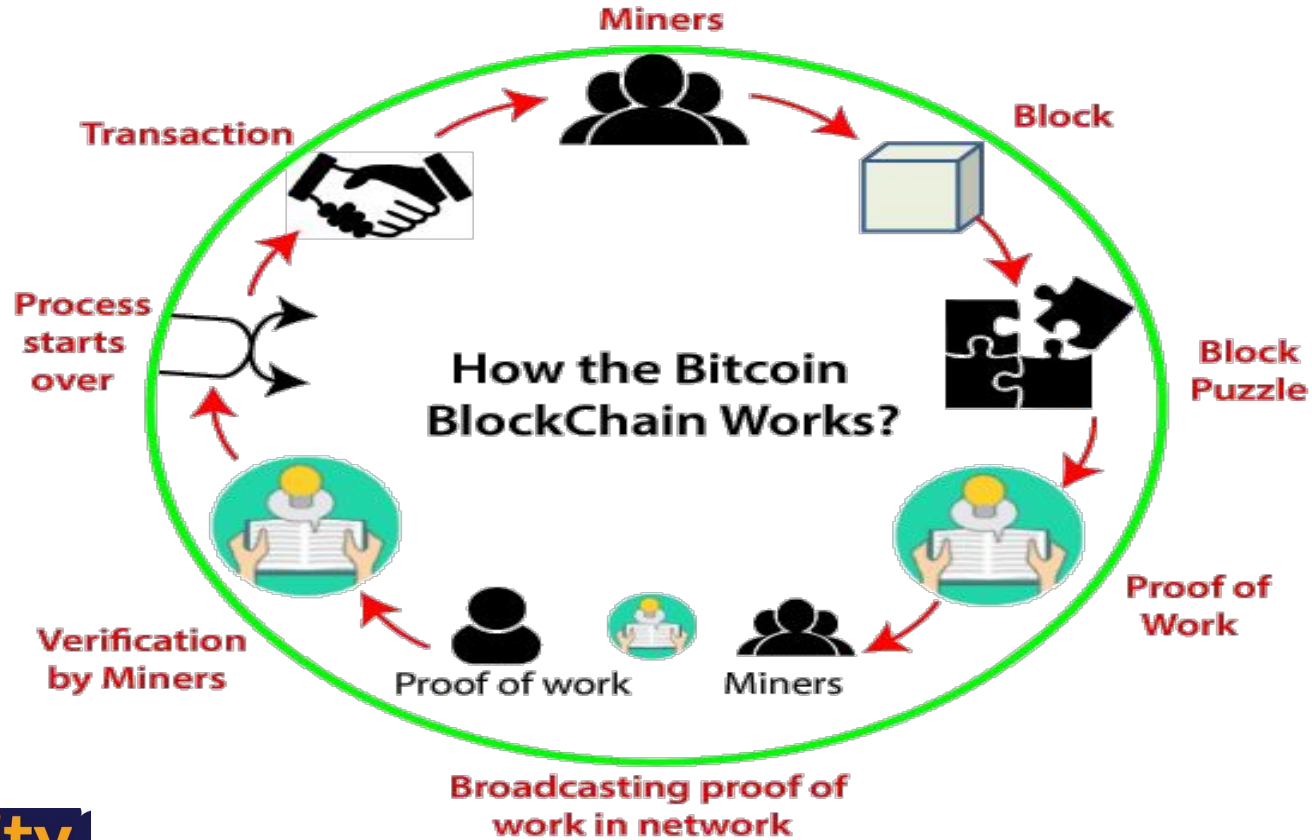 Miners
Transaction
Block
Process
starts
over
How the Bitcoin
BlockChain Works?
Block
Puzzle
Proof of
Work
Verification
by Miners
Proof of work
Miners
Broadcasting proof of
work in network